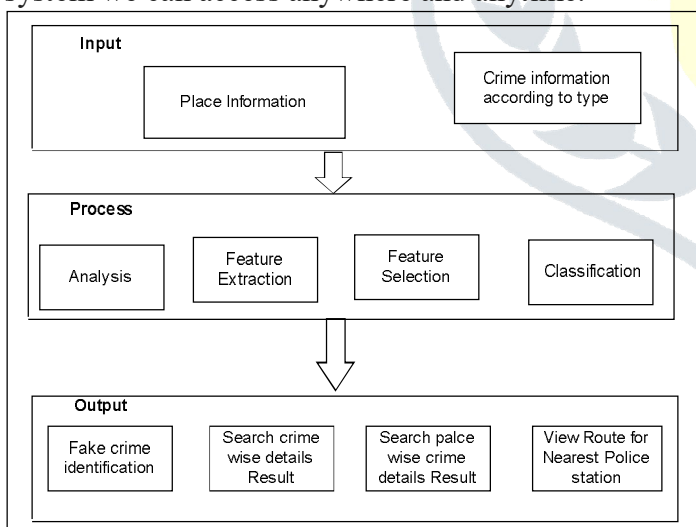 system we can access anywhere and anytime.
Input
Place Information
Crime information
according to type
Process
Analysis
Feature
Extraction
Feature
Selection
Classification
Output
Fake crime
identification
Search crime
wise details
Result
Search palce
wise crime
details Result
View Route for
Nearest Police
station